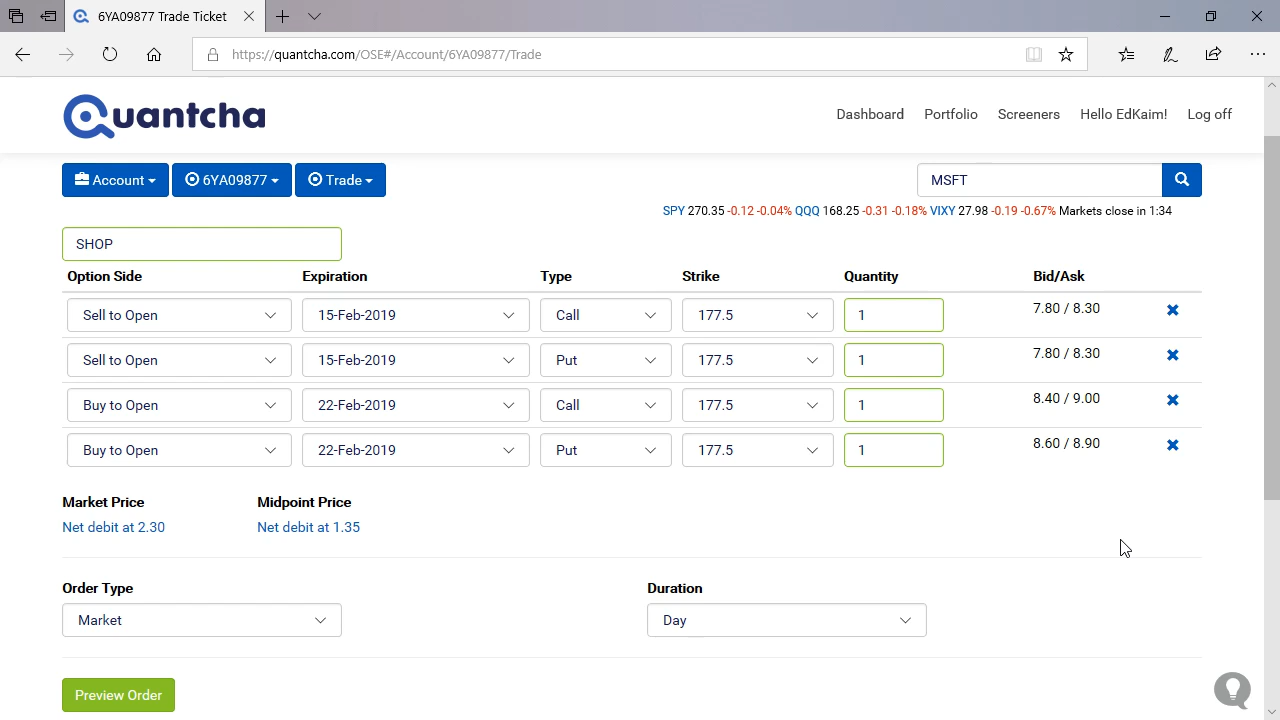 6YA09877 Trade Ticket
https://quantcha.com/OSE#/Account/6YA09877/Trade
Quantcha
Dashboard Portfolio Screeners Hello EdKaim! Log off
Account 6YA09877 Trade MSFT
SPY 270.35 -0.12 -0.04% QQQ 168.25 -0.31 -0.18% VIXY 27.98 -0.19 -0.67% Markets close in 1:34
SHOP
Option Side Expiration Type Strike Quantity Bid/Ask
Sell to Open 15-Feb-2019 Call 177.5 1 7.80 / 8.30
Sell to Open 15-Feb-2019 Put 177.5 1 7.80 / 8.30
Buy to Open 22-Feb-2019 Call 177.5 1 8.40 / 9.00
Buy to Open 22-Feb-2019 Put 177.5 1 8.60 / 8.90
Market Price Midpoint Price
Net debit at 2.30 Net debit at 1.35
Order Type Duration
Market Day
Preview Order